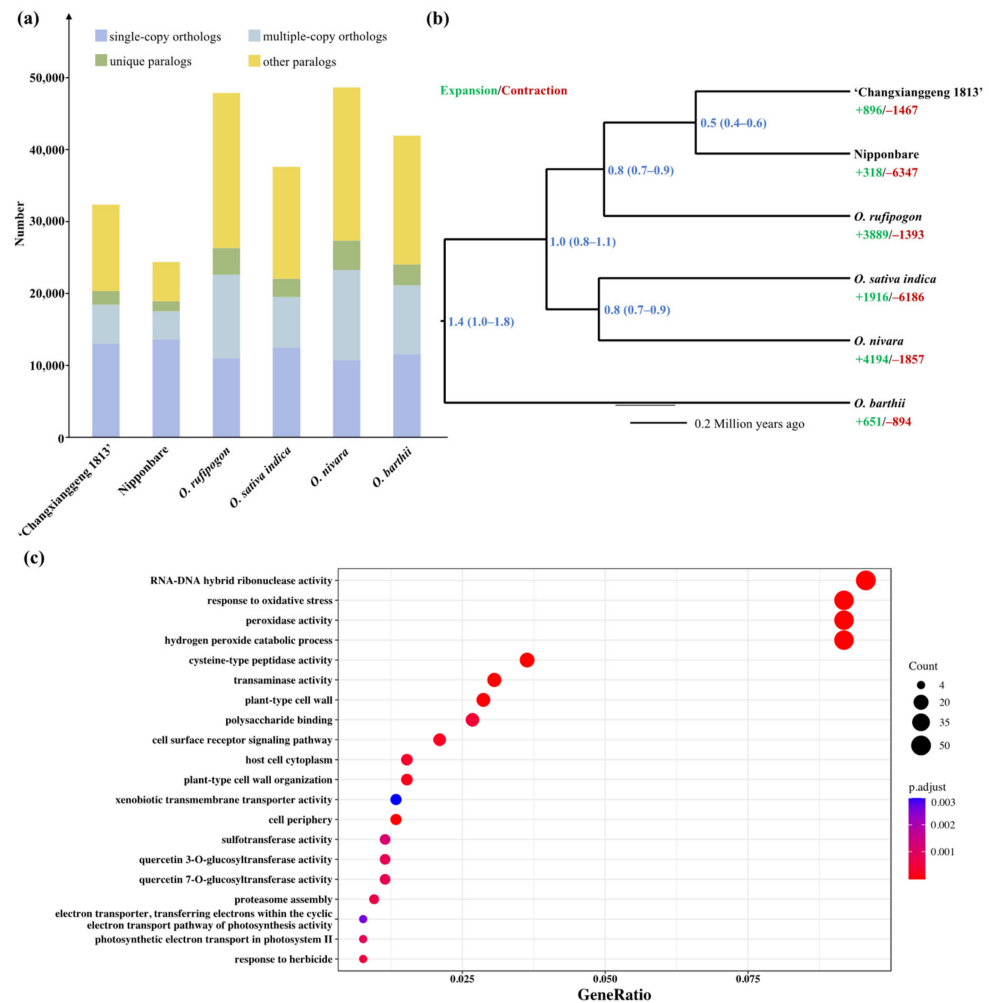 (a)
single-copy orthologs
multiple-copy orthologs
unique paralogs
other paralogs
50,000
40,000
30,000
20,000
10,000
0
Number
‘Changxianggeng 1813’
Nipponbare
O. rufipogon
O. sativa indica
O. nivara
O. barthii
(b)
Expansion/Contraction
‘Changxianggeng 1813’
+896/–1467
0.5 (0.4–0.6)
Nipponbare
+318/–6347
0.8 (0.7–0.9)
O. rufipogon
+3889/–1393
1.0 (0.8–1.1)
O. sativa indica
+1916/–6186
0.8 (0.7–0.9)
1.4 (1.0–1.8)
O. nivara
+4194/–1857
O. barthii
+651/–894
0.2 Million years ago
(c)
RNA-DNA hybrid ribonuclease activity
response to oxidative stress
peroxidase activity
hydrogen peroxide catabolic process
cysteine-type peptidase activity
transaminase activity
plant-type cell wall
polysaccharide binding
cell surface receptor signaling pathway
host cell cytoplasm
plant-type cell wall organization
xenobiotic transmembrane transporter activity
cell periphery
sulfotransferase activity
quercetin 3-O-glucosyltransferase activity
quercetin 7-O-glucosyltransferase activity
proteasome assembly
electron transporter, transferring electrons within the cyclic
electron transport pathway of photosynthesis activity
photosynthetic electron transport in photosystem II
response to herbicide
0.025
0.050
0.075
GeneRatio
Count
4
20
35
50
p.adjust
0.003
0.002
0.001